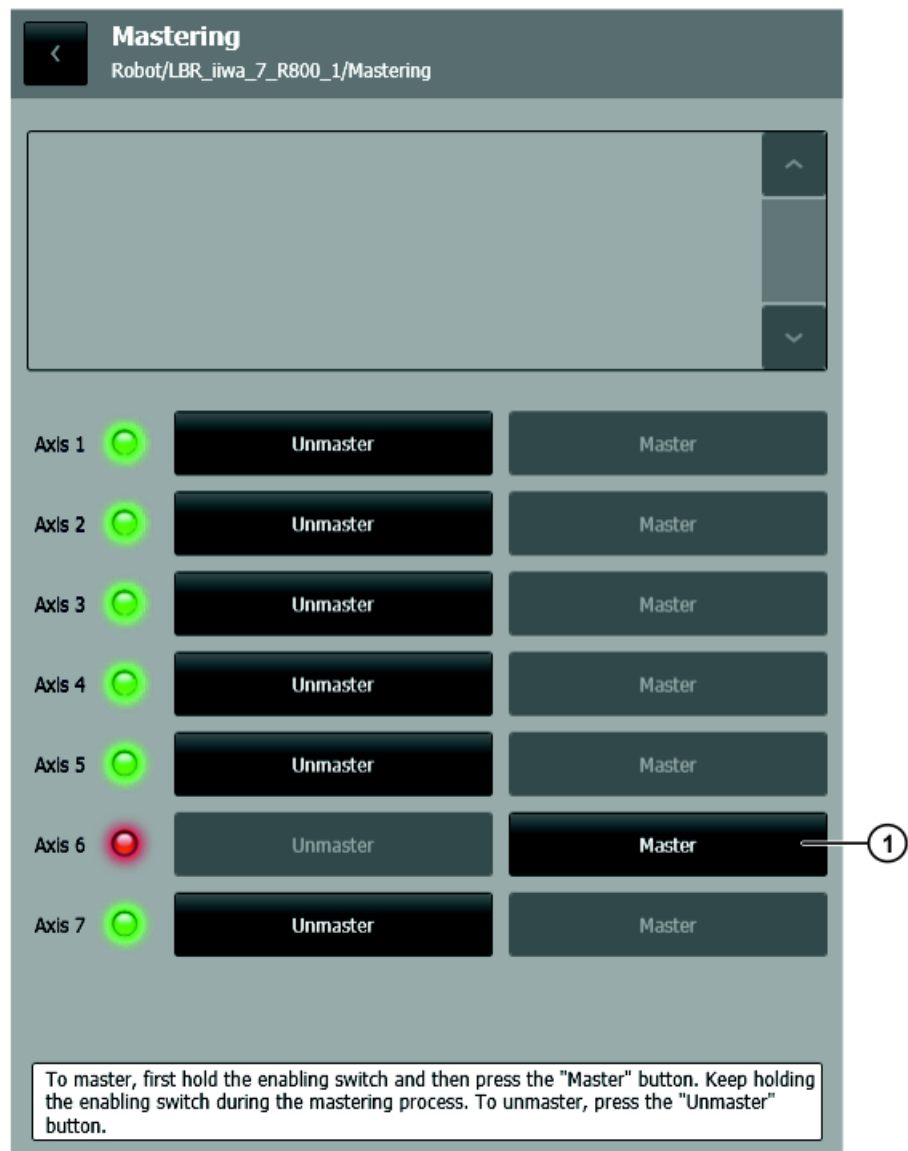 Mastering
Robot/LBR_iiwa_7_R800_1/Mastering
Axis 1 Unmaster Master
Axis 2 Unmaster Master
Axis 3 Unmaster Master
Axis 4 Unmaster Master
Axis 5 Unmaster Master
Axis 6 Unmaster Master 1
Axis 7 Unmaster Master
To master, first hold the enabling switch and then press the "Master" button. Keep holding
the enabling switch during the mastering process. To unmaster, press the "Unmaster"
button.